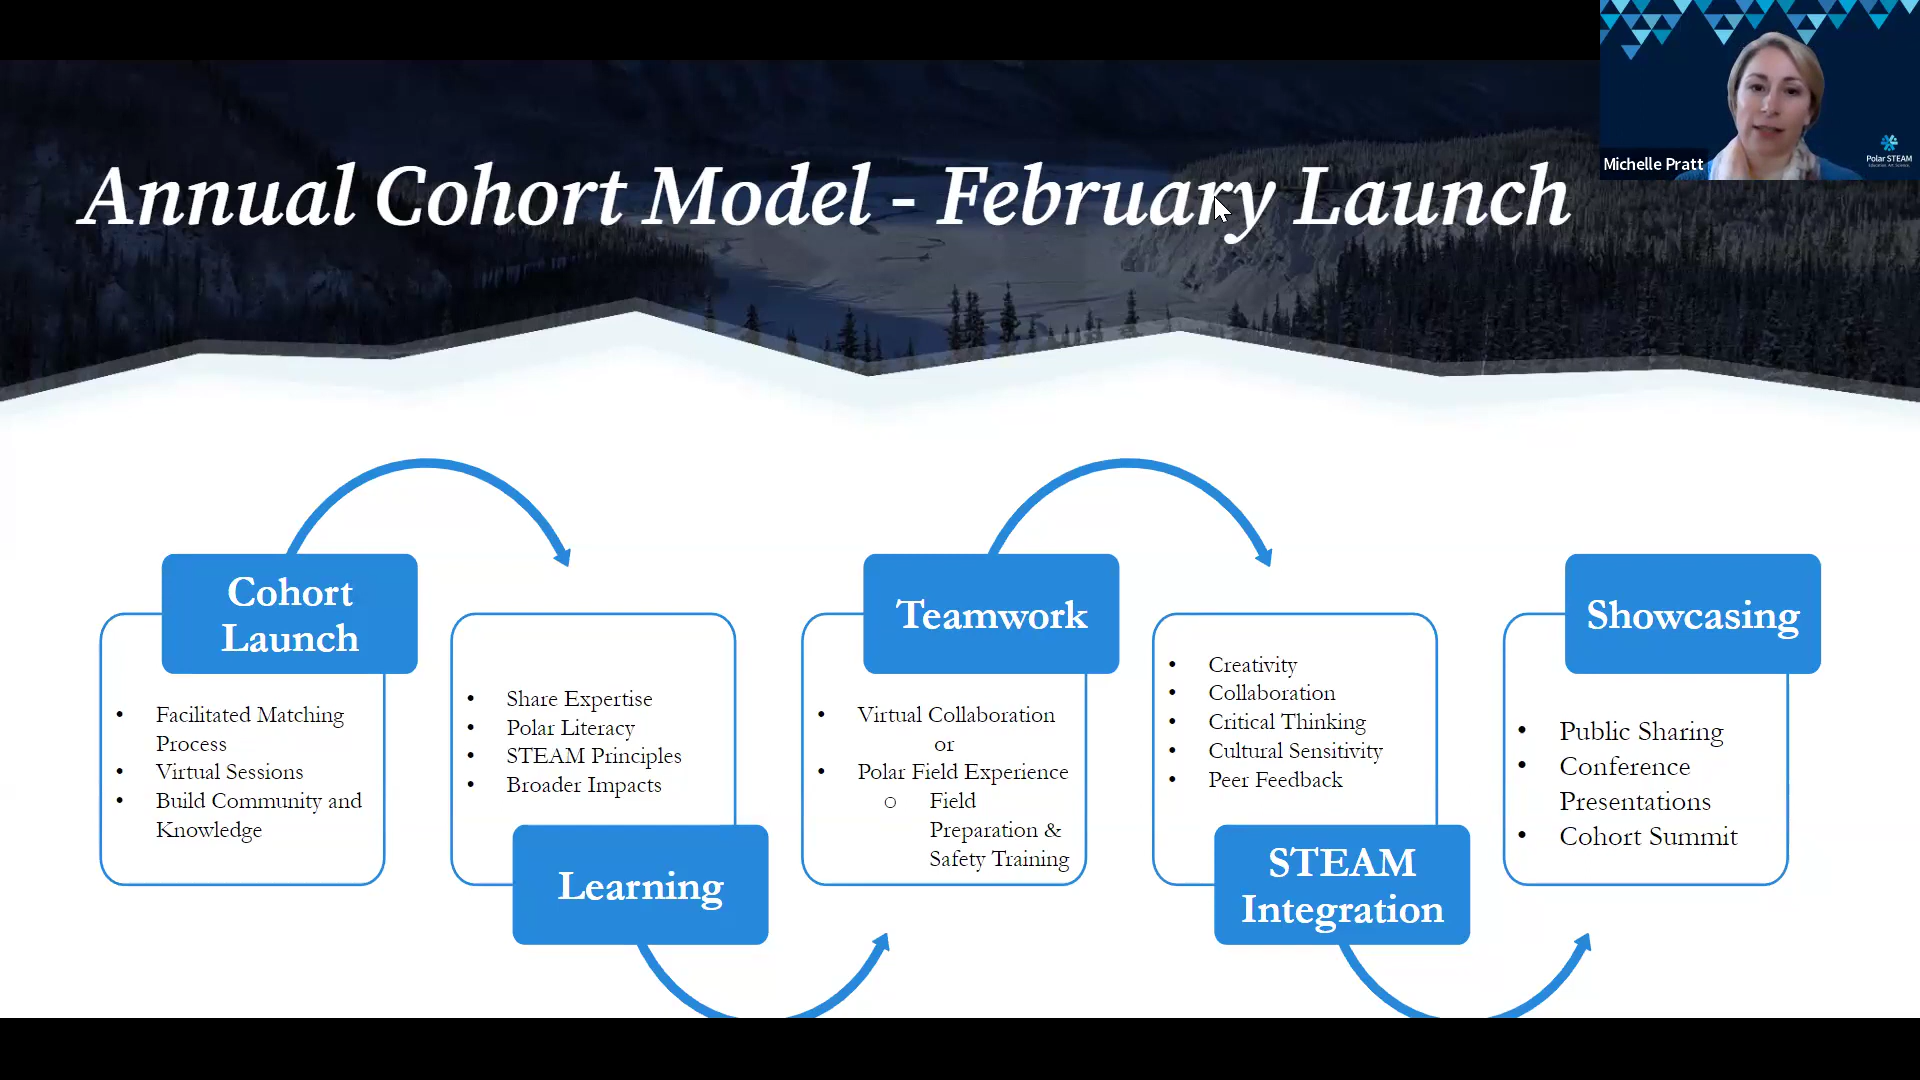 Annual Cohort Model - February Launch
Michelle Pratt
Polar STEAM
Cohort
Launch
• Facilitated Matching
Process
• Virtual Sessions
• Build Community and
Knowledge
• Share Expertise
• Polar Literacy
• STEAM Principles
• Broader Impacts
Learning
Teamwork
• Virtual Collaboration
or
• Polar Field Experience
○ Field
Preparation &
Safety Training
• Creativity
• Collaboration
• Critical Thinking
• Cultural Sensitivity
• Peer Feedback
STEAM
Integration
Showcasing
• Public Sharing
• Conference
Presentations
• Cohort Summit